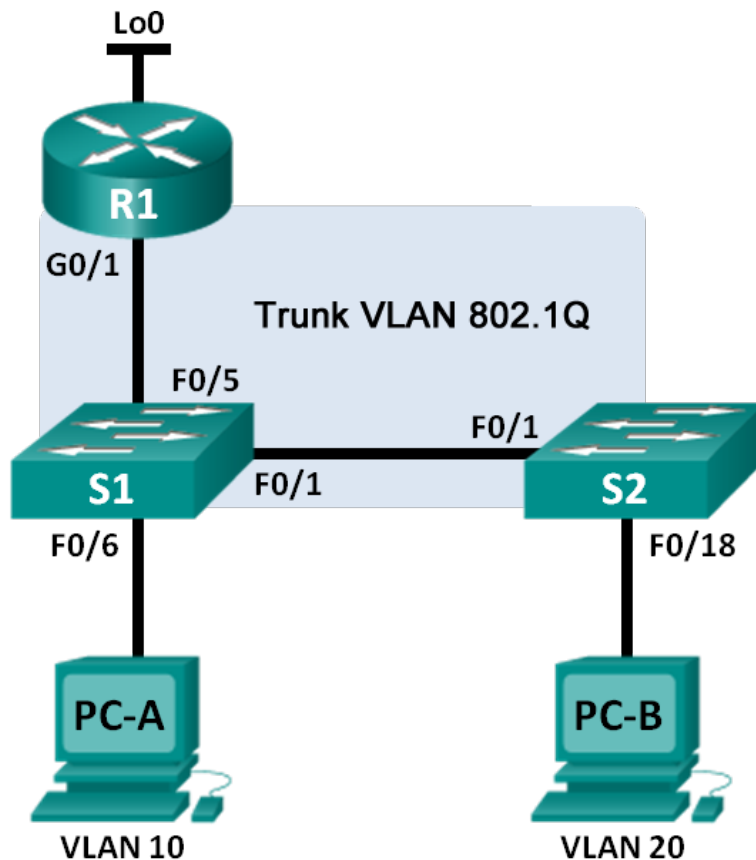 Lo0
R1
G0/1
Trunk VLAN 802.1Q
F0/5
F0/1
S1
F0/1
S2
F0/6
F0/18
PC-A
PC-B
VLAN 10
VLAN 20